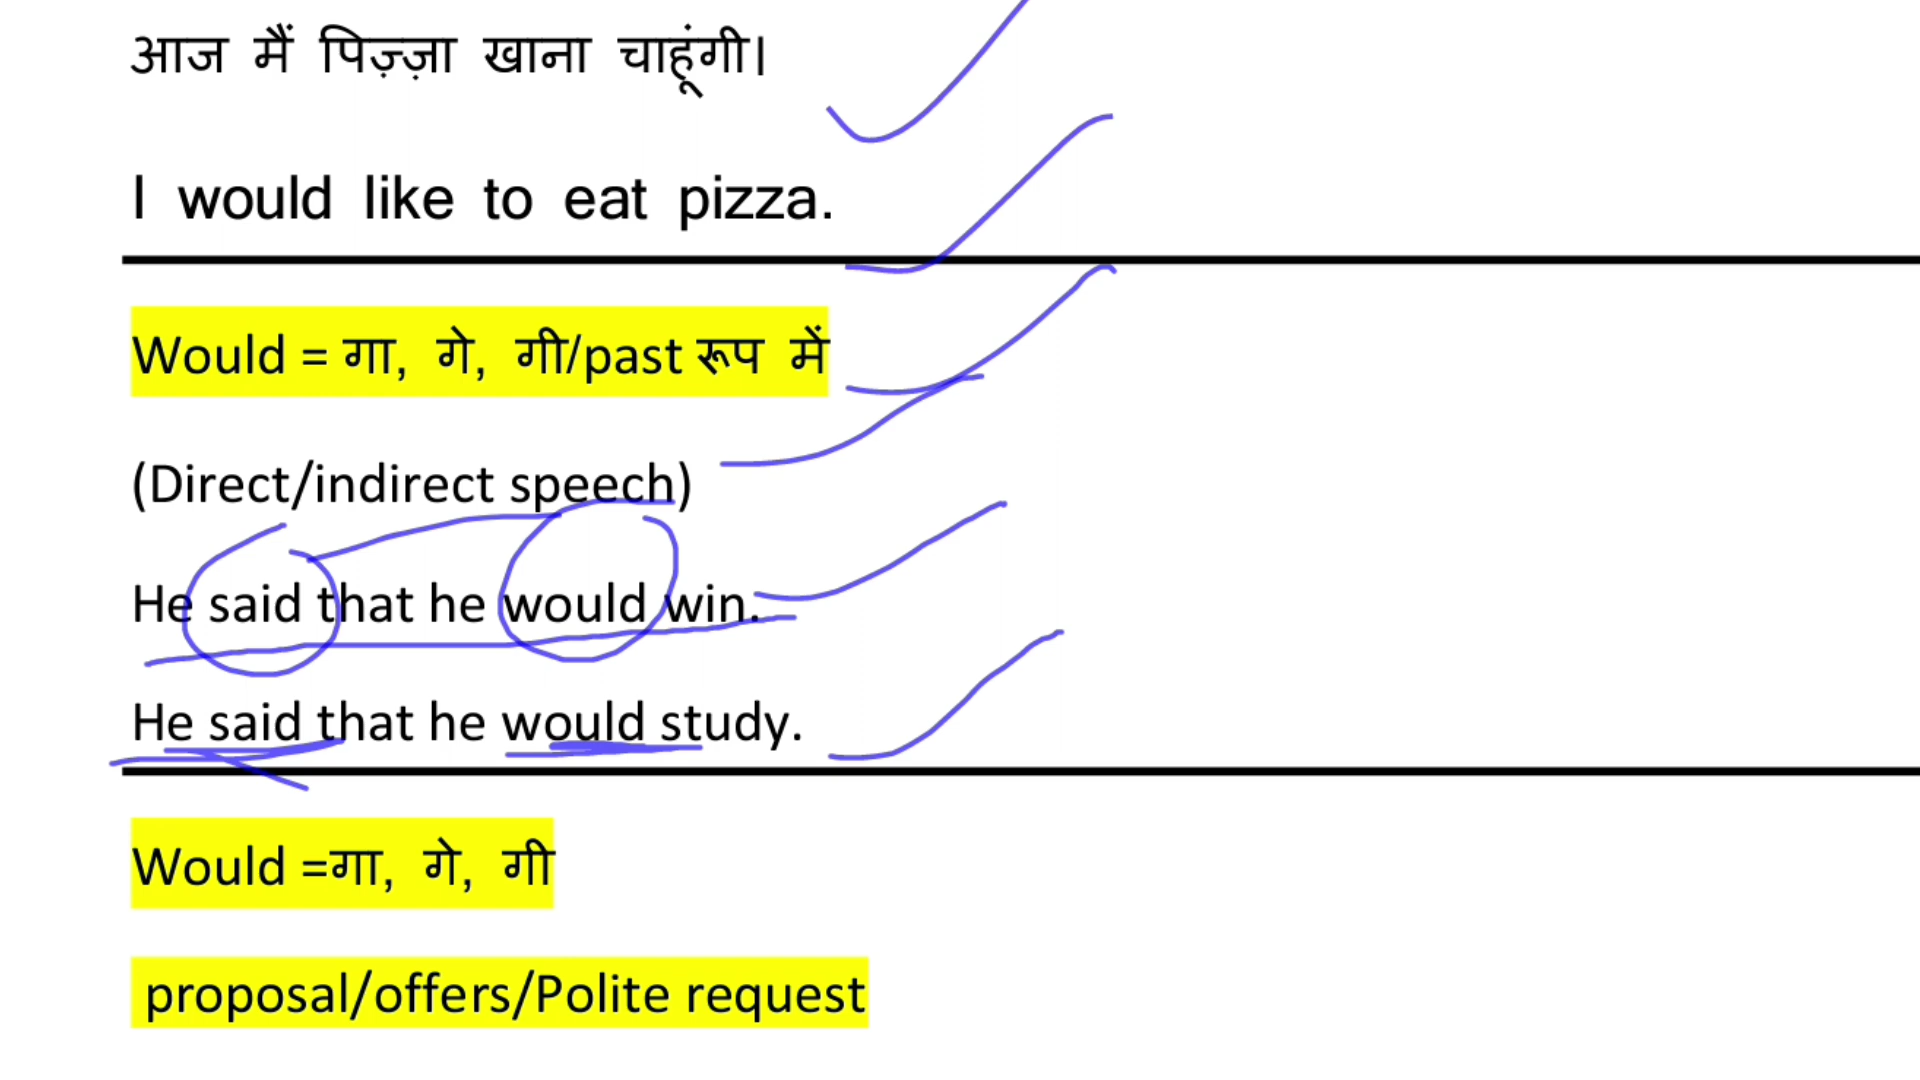 आज मैं पिज़्ज़ा खाना चाहूंगी।
I would like to eat pizza.
Would = गा, गे, गी/past रूप में
(Direct/indirect speech)
He said that he would win.
He said that he would study.
Would =गा, गे, गी
proposal/offers/Polite request